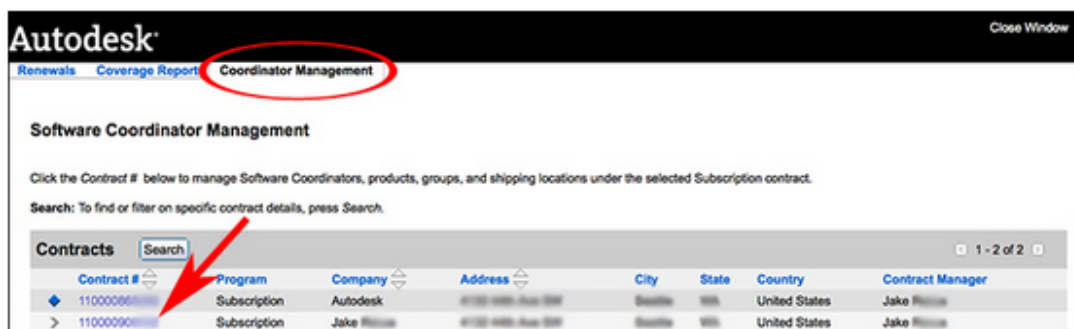 Autodesk
Close Window
Renewals Coverage Report Coordinator Management
Software Coordinator Management
Click the Contract # below to manage Software Coordinators, products, groups, and shipping locations under the selected Subscription contract.
Search: To find or filter on specific contract details, press Search.
Contracts Search 1 - 2 of 2
Contract # Program Company Address City State Country Contract Manager
11000086 Subscription Autodesk United States Jake
11000090 Subscription Jake United States Jake